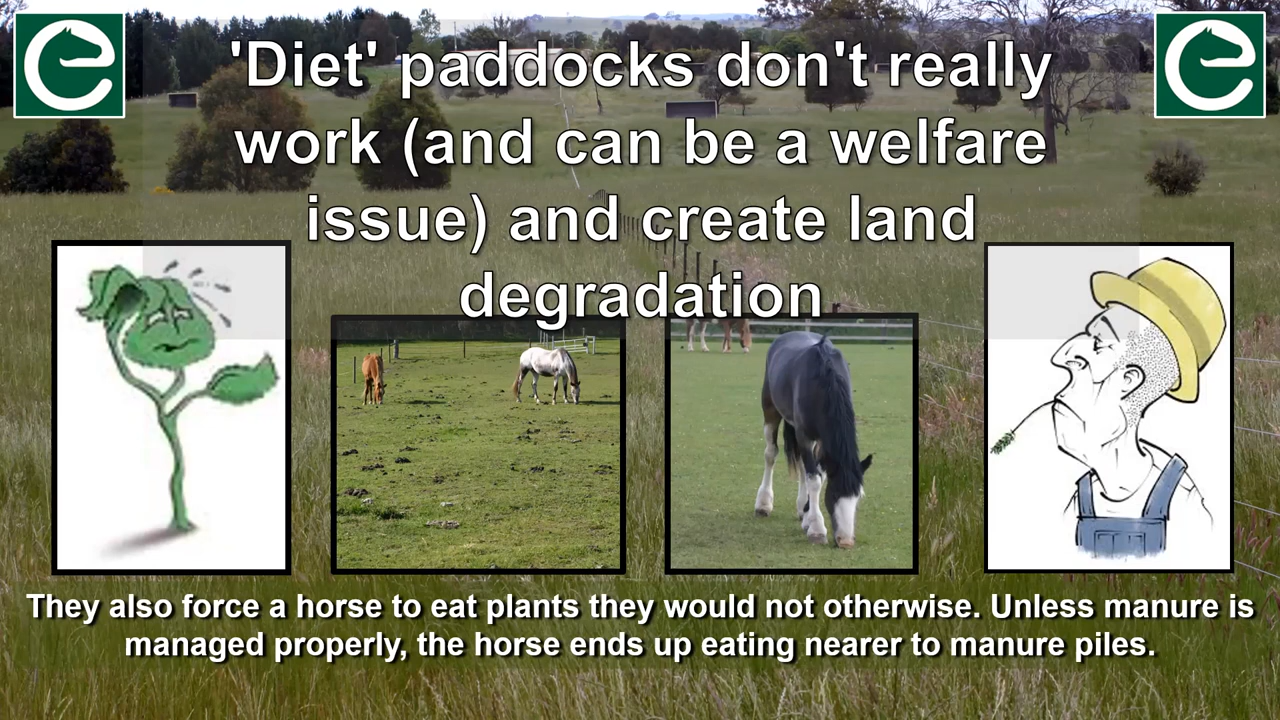 'Diet' paddocks don't really
work (and can be a welfare
issue) and create land
degradation
They also force a horse to eat plants they would not otherwise. Unless manure is
managed properly, the horse ends up eating nearer to manure piles.